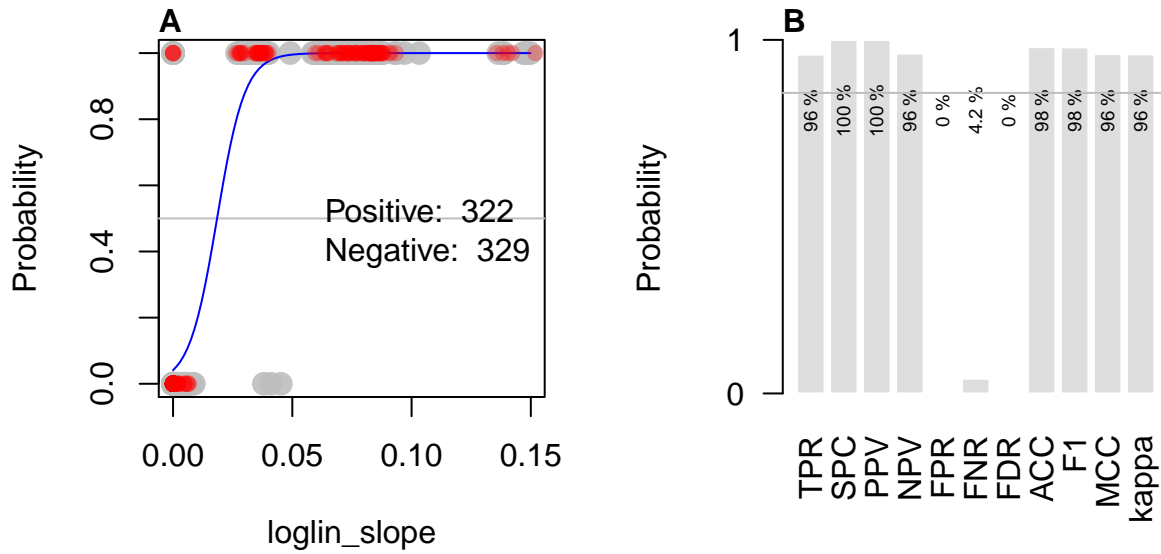 A
Probability
0.0
0.4
0.8
Positive: 322
Negative: 329
0.00
0.05
0.10
0.15
loglin_slope
B
Probability
1
0
96 %
100 %
100 %
96 %
0 %
4.2 %
0 %
98 %
98 %
96 %
96 %
TPR
SPC
PPV
NPV
FPR
FNR
FDR
ACC
F1
MCC
kappa